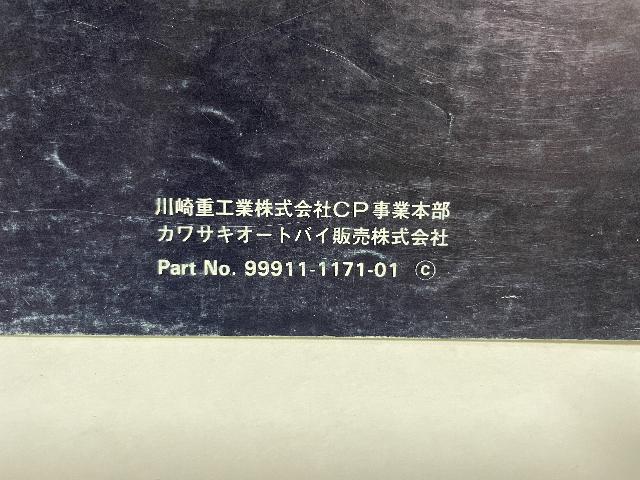 川崎重工業株式会社CP事業本部
カワサキオートバイ販売株式会社
Part No. 99911-1171-01 ©